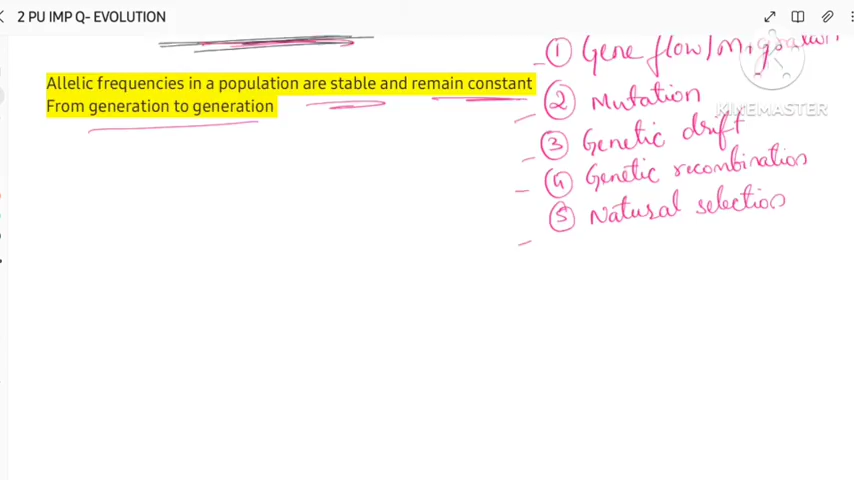 2 PU IMP Q- EVOLUTION
① Gene flow/Migration
Allelic frequencies in a population are stable and remain constant
From generation to generation
② Mutation
KINEMASTER
③ Genetic drift
④ Genetic recombination
⑤ Natural selection